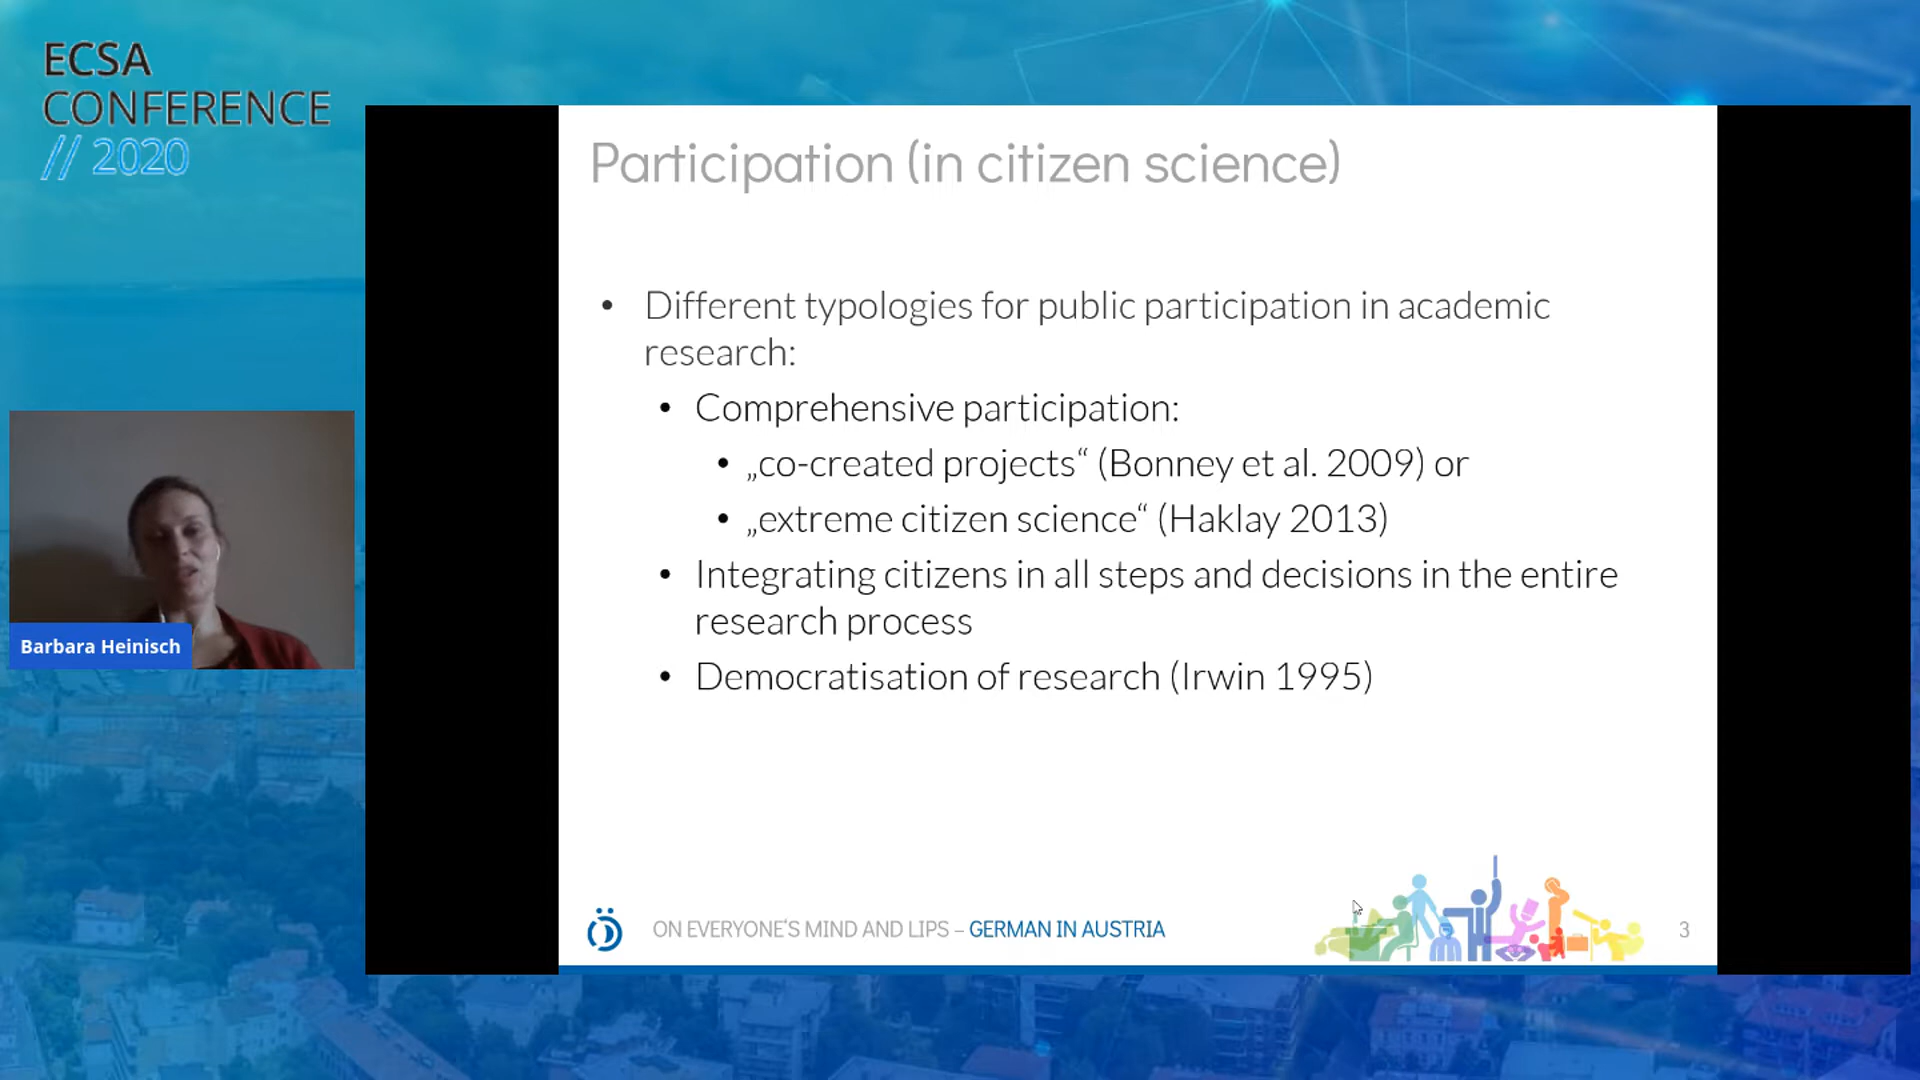 ECSA
CONFERENCE
// 2020
Participation (in citizen science)
• Different typologies for public participation in academic
research:
• Comprehensive participation:
• „co-created projects“ (Bonney et al. 2009) or
• „extreme citizen science“ (Haklay 2013)
• Integrating citizens in all steps and decisions in the entire
research process
• Democratisation of research (Irwin 1995)
Barbara Heinisch
ON EVERYONE‘S MIND AND LIPS – GERMAN IN AUSTRIA
3